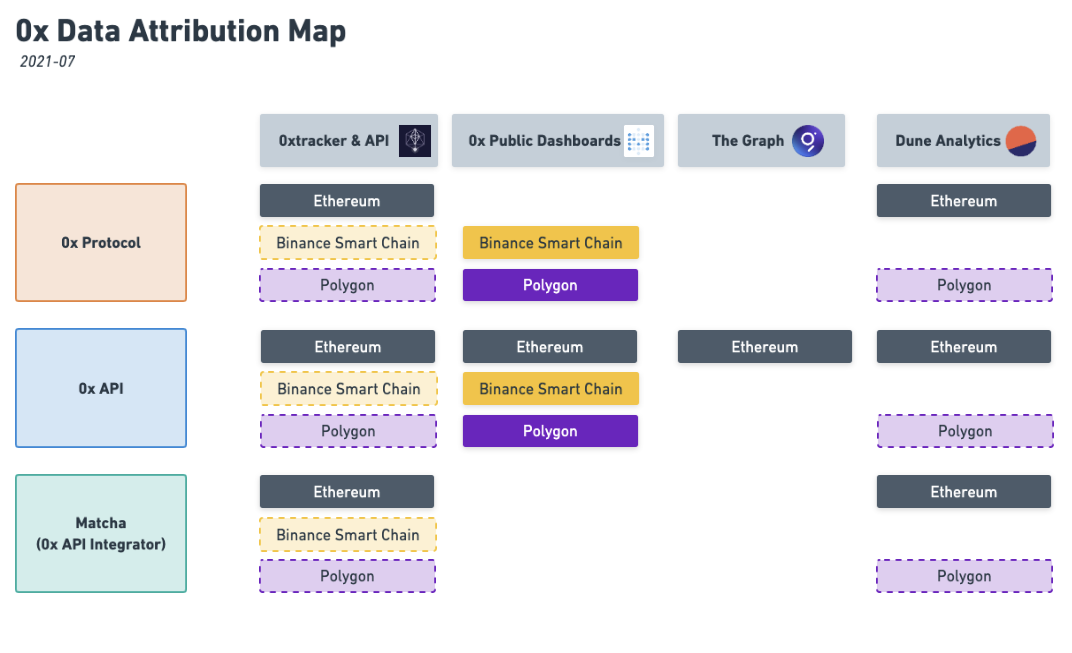 0x Data Attribution Map
2021-07
0xtracker & API
0x Public Dashboards
The Graph
Dune Analytics
0x Protocol
Ethereum
Ethereum
Binance Smart Chain
Binance Smart Chain
Polygon
Polygon
Polygon
0x API
Ethereum
Ethereum
Ethereum
Ethereum
Binance Smart Chain
Binance Smart Chain
Polygon
Polygon
Polygon
Matcha
(0x API Integrator)
Ethereum
Ethereum
Binance Smart Chain
Polygon
Polygon